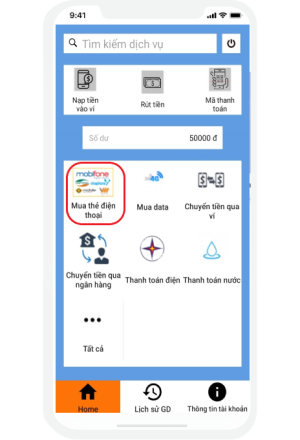 9:41
Tìm kiếm dịch vụ
Nạp tiền
vào ví
Rút tiền
Mã thanh
toán
Số dư
50000 đ
mobifone
Mua thẻ điện
thoại
4G
Mua data
Chuyển tiền qua
ví
Chuyển tiền qua
ngân hàng
Thanh toán điện
Thanh toán nước
Tất cả
Home
Lịch sử GD
Thông tin tài khoản